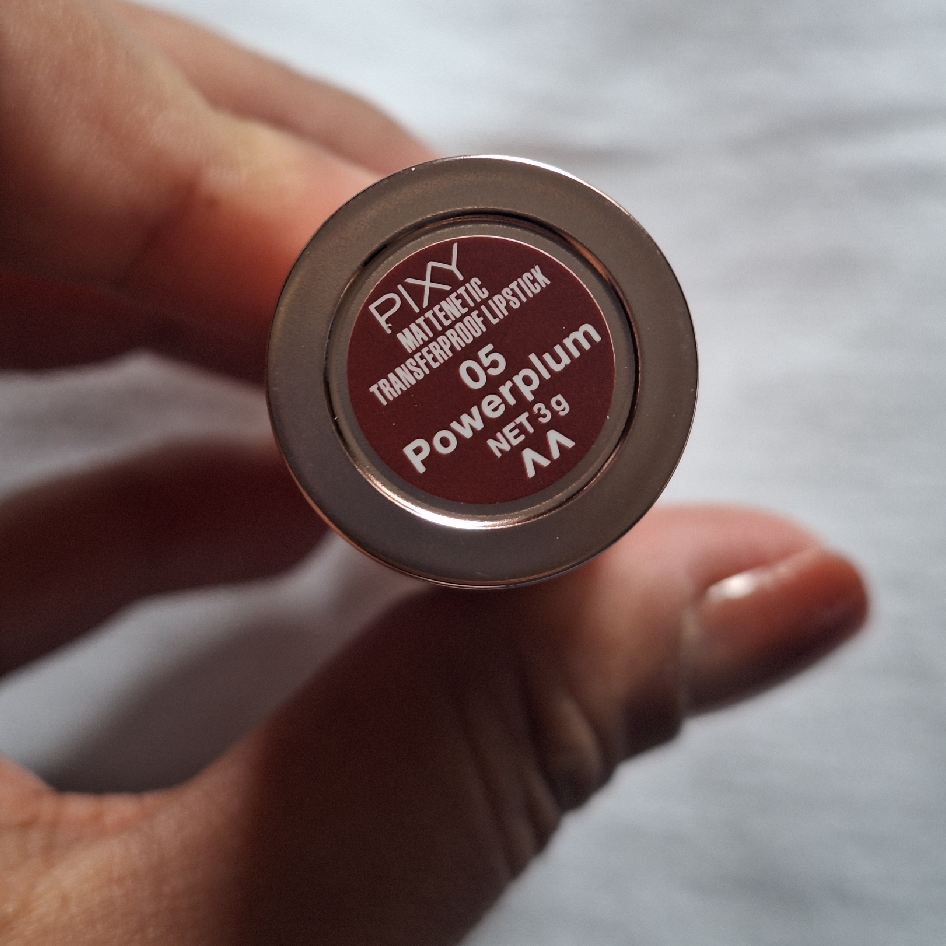 PIXY
MATTENETIC
TRANSFERPROOF LIPSTICK
05
Powerplum
NET 3 g